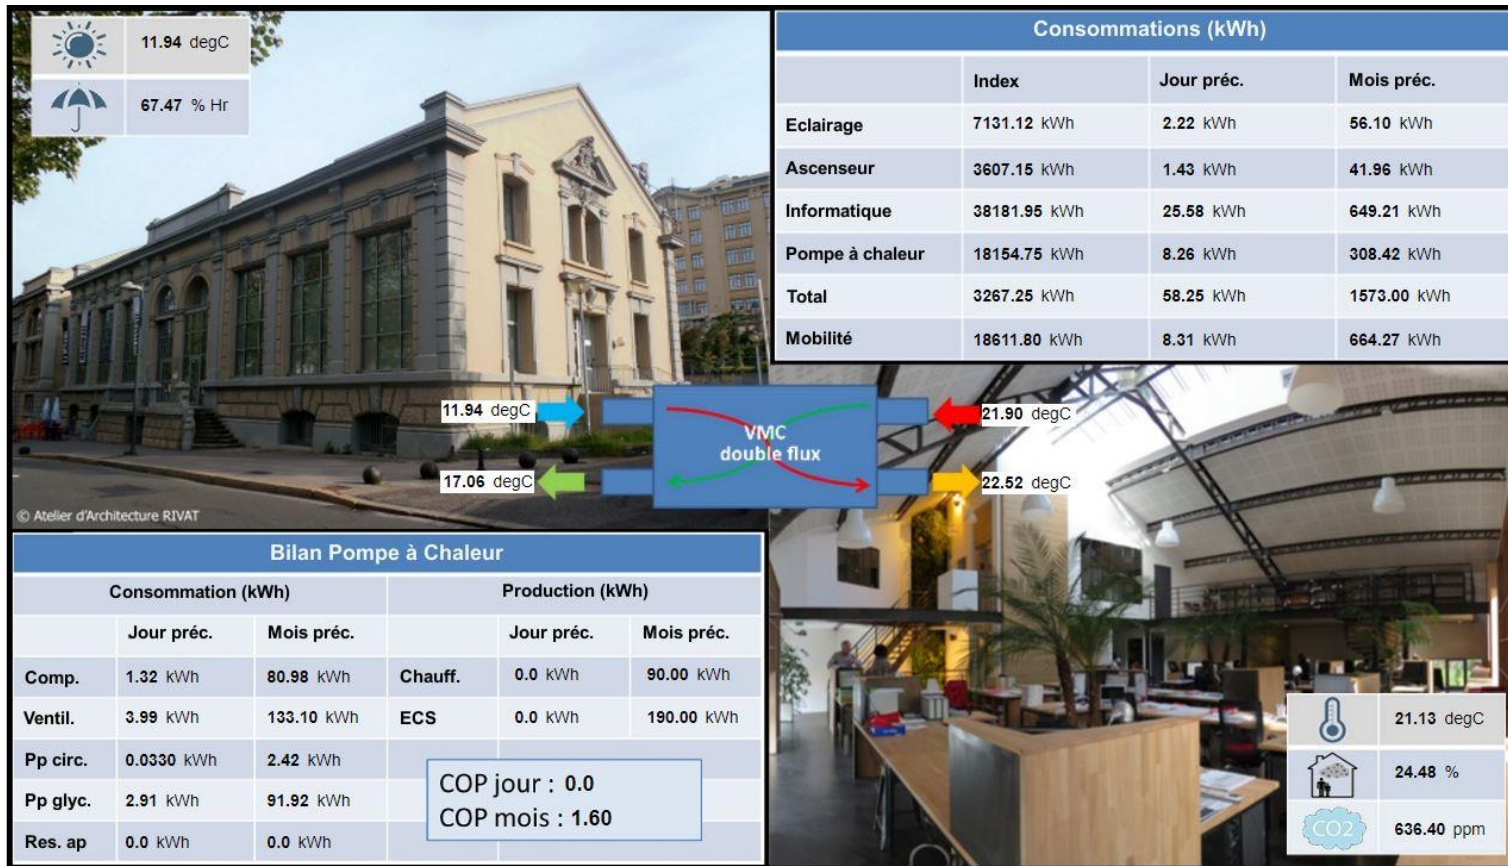 11.94 degC
67.47 % Hr
Consommations (kWh)
Index Jour préc. Mois préc.
Eclairage 7131.12 kWh 2.22 kWh 56.10 kWh
Ascenseur 3607.15 kWh 1.43 kWh 41.96 kWh
Informatique 38181.95 kWh 25.58 kWh 649.21 kWh
Pompe à chaleur 18154.75 kWh 8.26 kWh 308.42 kWh
Total 3267.25 kWh 58.25 kWh 1573.00 kWh
Mobilité 18611.80 kWh 8.31 kWh 664.27 kWh
11.94 degC
21.90 degC
VMC
double flux
17.06 degC
22.52 degC
© Atelier d'Architecture RIVAT
Bilan Pompe à Chaleur
Consommation (kWh) Production (kWh)
Jour préc. Mois préc. Jour préc. Mois préc.
Comp. 1.32 kWh 80.98 kWh Chauff. 0.0 kWh 90.00 kWh
Ventil. 3.99 kWh 133.10 kWh ECS 0.0 kWh 190.00 kWh
Pp circ. 0.0330 kWh 2.42 kWh
Pp glyc. 2.91 kWh 91.92 kWh
Res. ap 0.0 kWh 0.0 kWh
COP jour : 0.0
COP mois : 1.60
21.13 degC
24.48 %
CO2 636.40 ppm